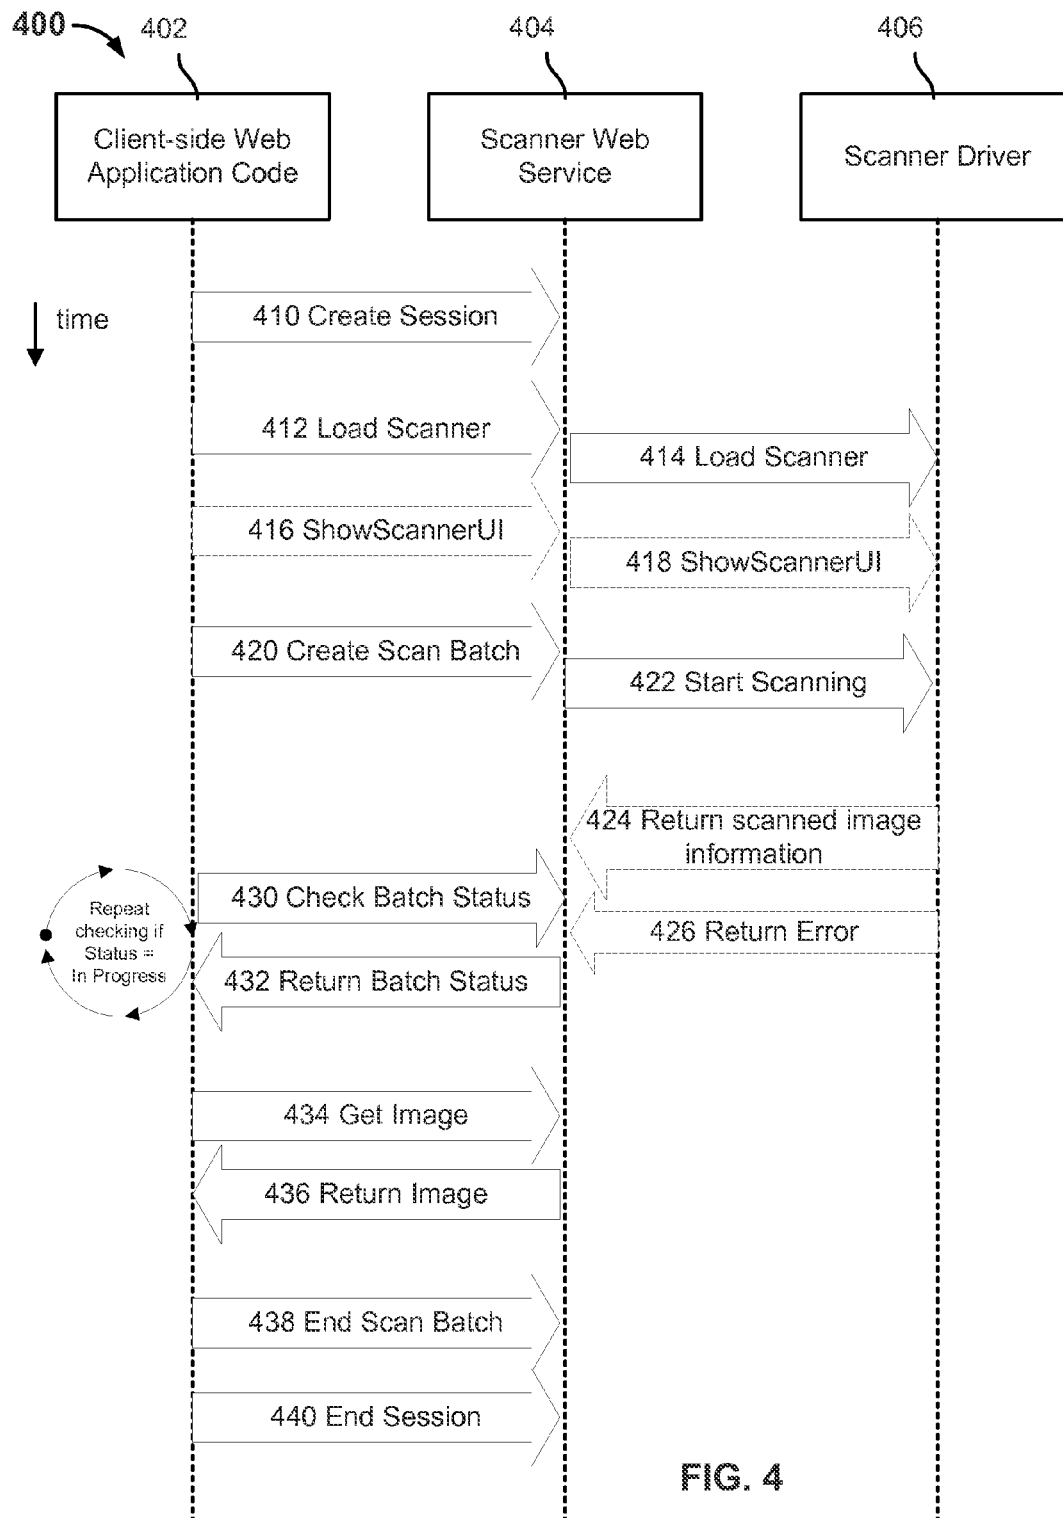 400
402
404
406
Client-side Web
Application Code
Scanner Web
Service
Scanner Driver
time
410 Create Session
412 Load Scanner
414 Load Scanner
416 ShowScannerUI
418 ShowScannerUI
420 Create Scan Batch
422 Start Scanning
424 Return scanned image
information
430 Check Batch Status
426 Return Error
Repeat
checking if
Status =
In Progress
432 Return Batch Status
434 Get Image
436 Return Image
438 End Scan Batch
440 End Session
FIG. 4